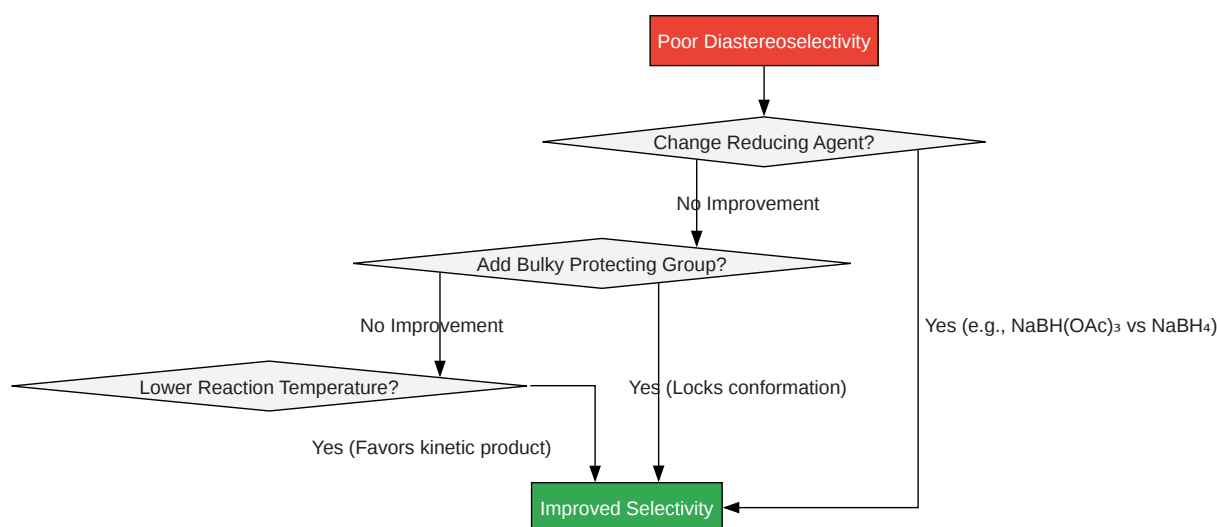 Poor Diastereoselectivity
Change Reducing Agent?
No Improvement
Add Bulky Protecting Group?
No Improvement
Yes (e.g., NaBH(OAc)₃ vs NaBH₄)
Lower Reaction Temperature?
Yes (Locks conformation)
Yes (Favors kinetic product)
Improved Selectivity